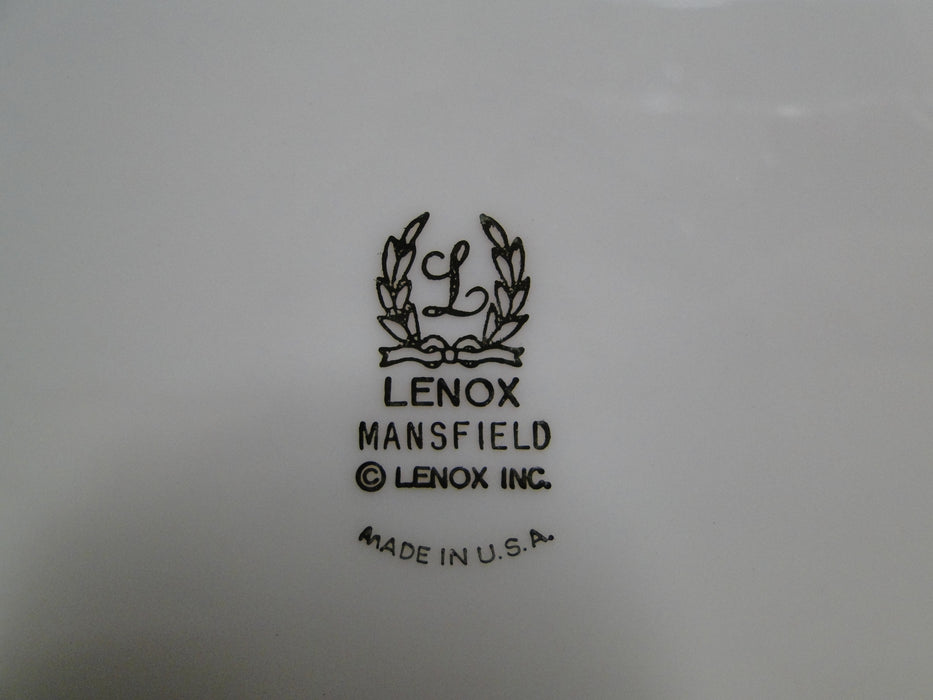 L
LENOX
MANSFIELD
© LENOX INC.
MADE IN U.S.A.